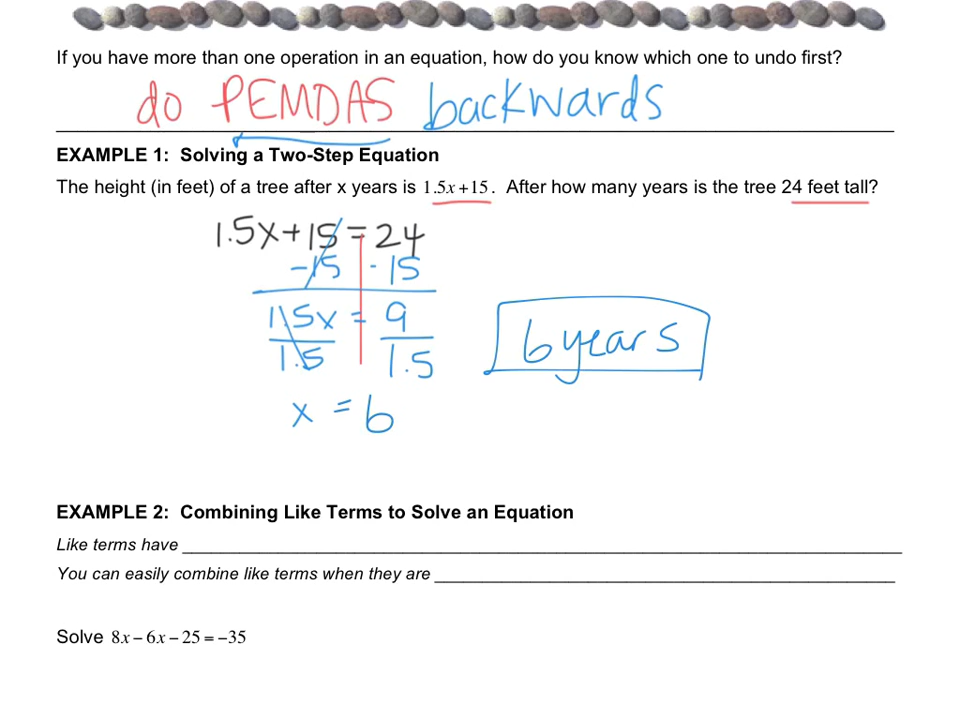 If you have more than one operation in an equation, how do you know which one to undo first?
do PEMDAS backwards
EXAMPLE 1: Solving a Two-Step Equation
The height (in feet) of a tree after x years is 1.5x+15. After how many years is the tree 24 feet tall?
1.5x+15=24
-15 -15
1.5x = 9
1.5 1.5
6 years
x = 6
EXAMPLE 2: Combining Like Terms to Solve an Equation
Like terms have
You can easily combine like terms when they are
Solve 8x – 6x – 25 = –35